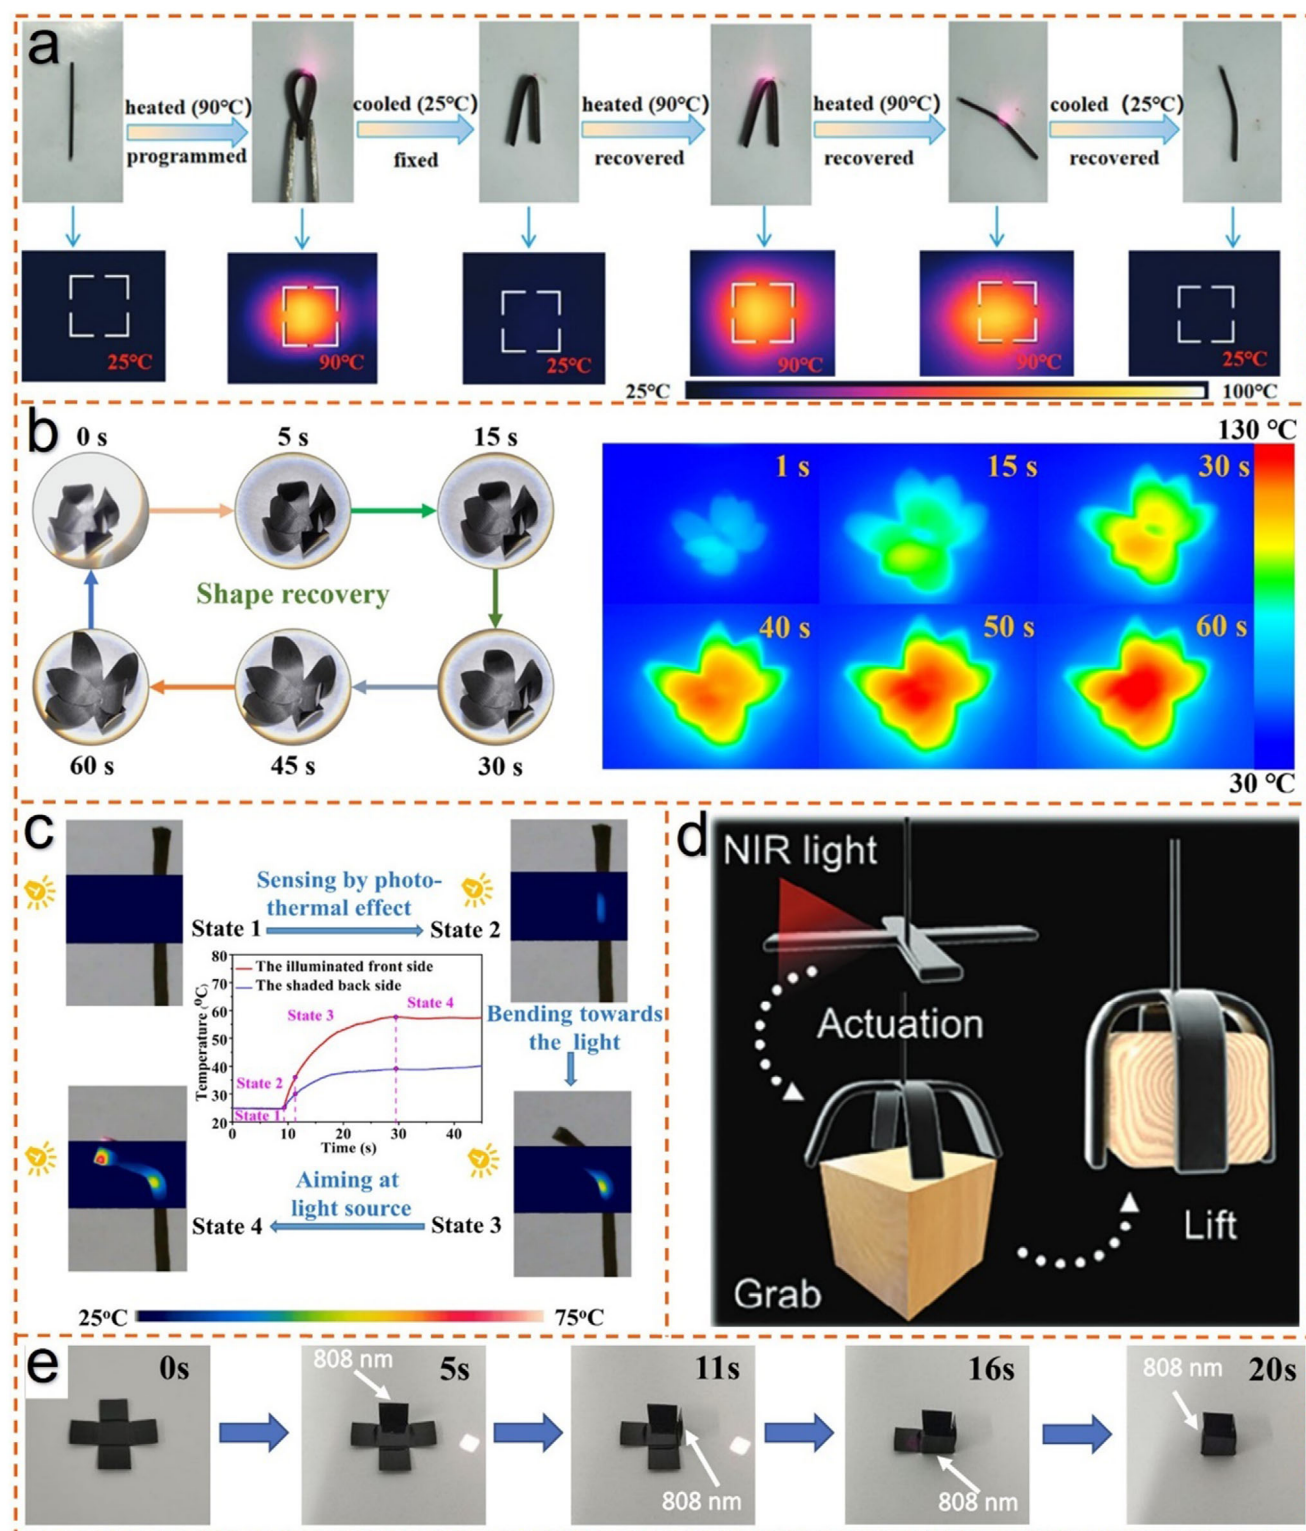 a
heated (90℃)
programmed
cooled (25℃)
fixed
heated (90℃)
recovered
heated (90℃)
recovered
cooled (25℃)
recovered
25℃
90℃
25℃
90℃
90℃
25℃
25℃
100℃
b
0 s
5 s
15 s
Shape recovery
60 s
45 s
30 s
130 ℃
1 s
15 s
30 s
40 s
50 s
60 s
30 ℃
c
Sensing by photo-
thermal effect
State 1
State 2
80
70
60
50
40
30
20
Temperature (ºC)
The illuminated front side
The shaded back side
State 4
State 3
State 2
State 1
0
10
20
30
40
Time (s)
Bending towards
the light
Aiming at
light source
State 4
State 3
25ºC
75ºC
d
NIR light
Actuation
Grab
Lift
e
0s
5s
808 nm
11s
808 nm
16s
808 nm
20s
808 nm